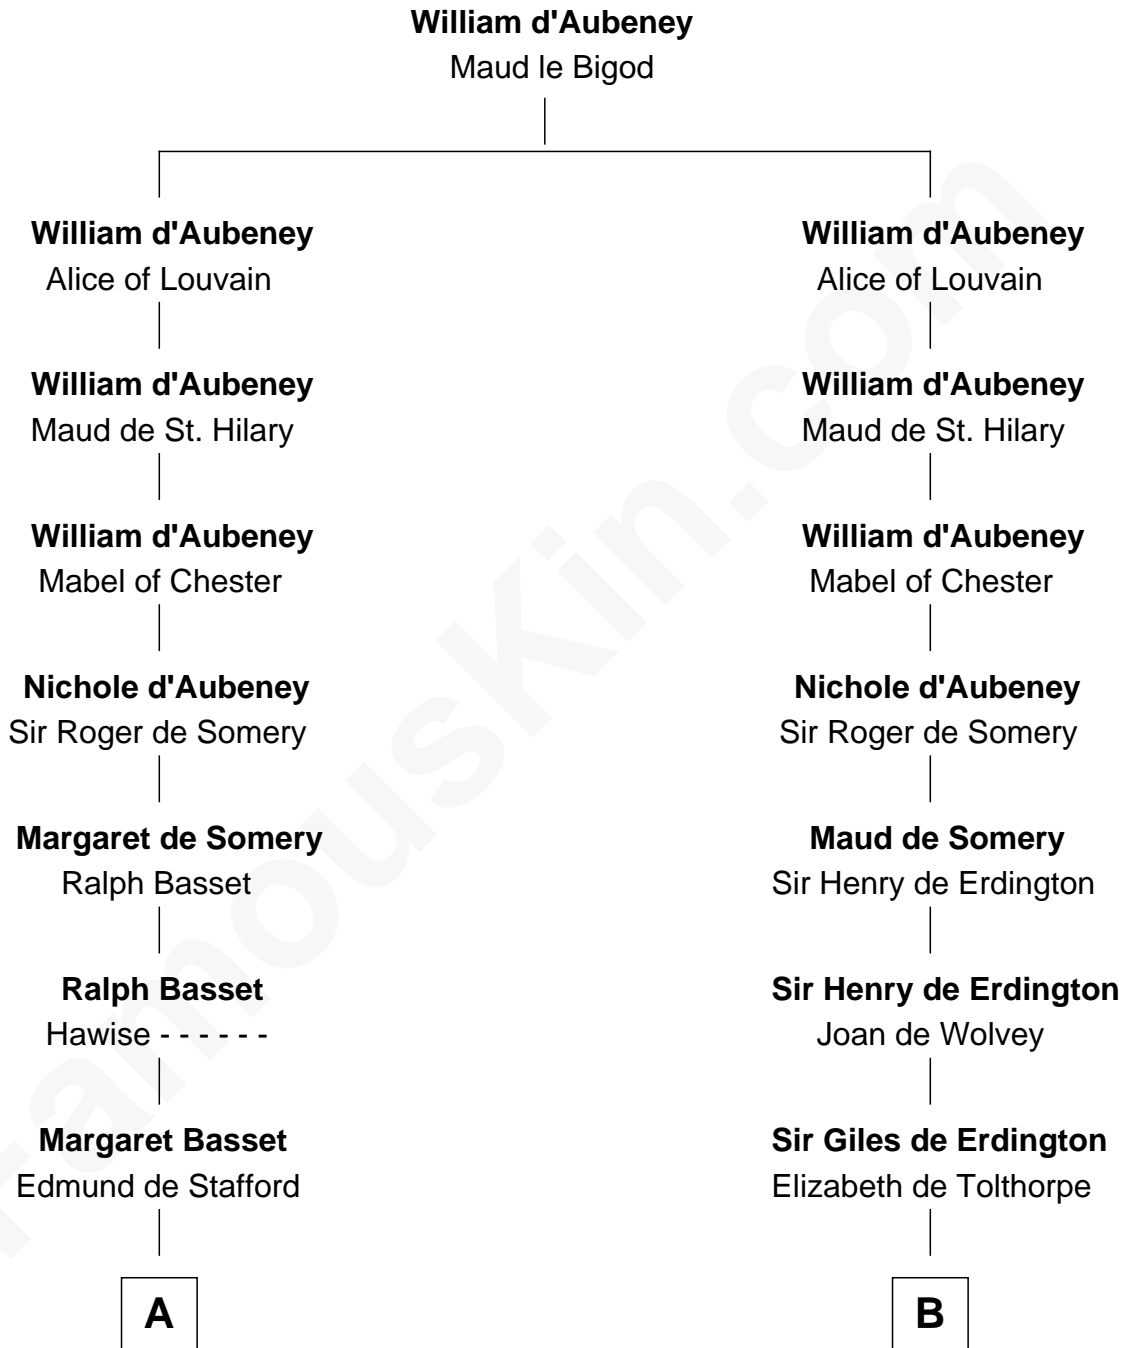 William d'Aubeney
Maud le Bigod
William d'Aubeney
Alice of Louvain
William d'Aubeney
Alice of Louvain
William d'Aubeney
Maud de St. Hilary
William d'Aubeney
Maud de St. Hilary
William d'Aubeney
Mabel of Chester
William d'Aubeney
Mabel of Chester
Nichole d'Aubeney
Sir Roger de Somery
Nichole d'Aubeney
Sir Roger de Somery
Margaret de Somery
Ralph Basset
Maud de Somery
Sir Henry de Erdington
Ralph Basset
Hawise - - - - - -
Sir Henry de Erdington
Joan de Wolvey
Margaret Basset
Edmund de Stafford
Sir Giles de Erdington
Elizabeth de Tolthorpe
A
B
FamousKin.com